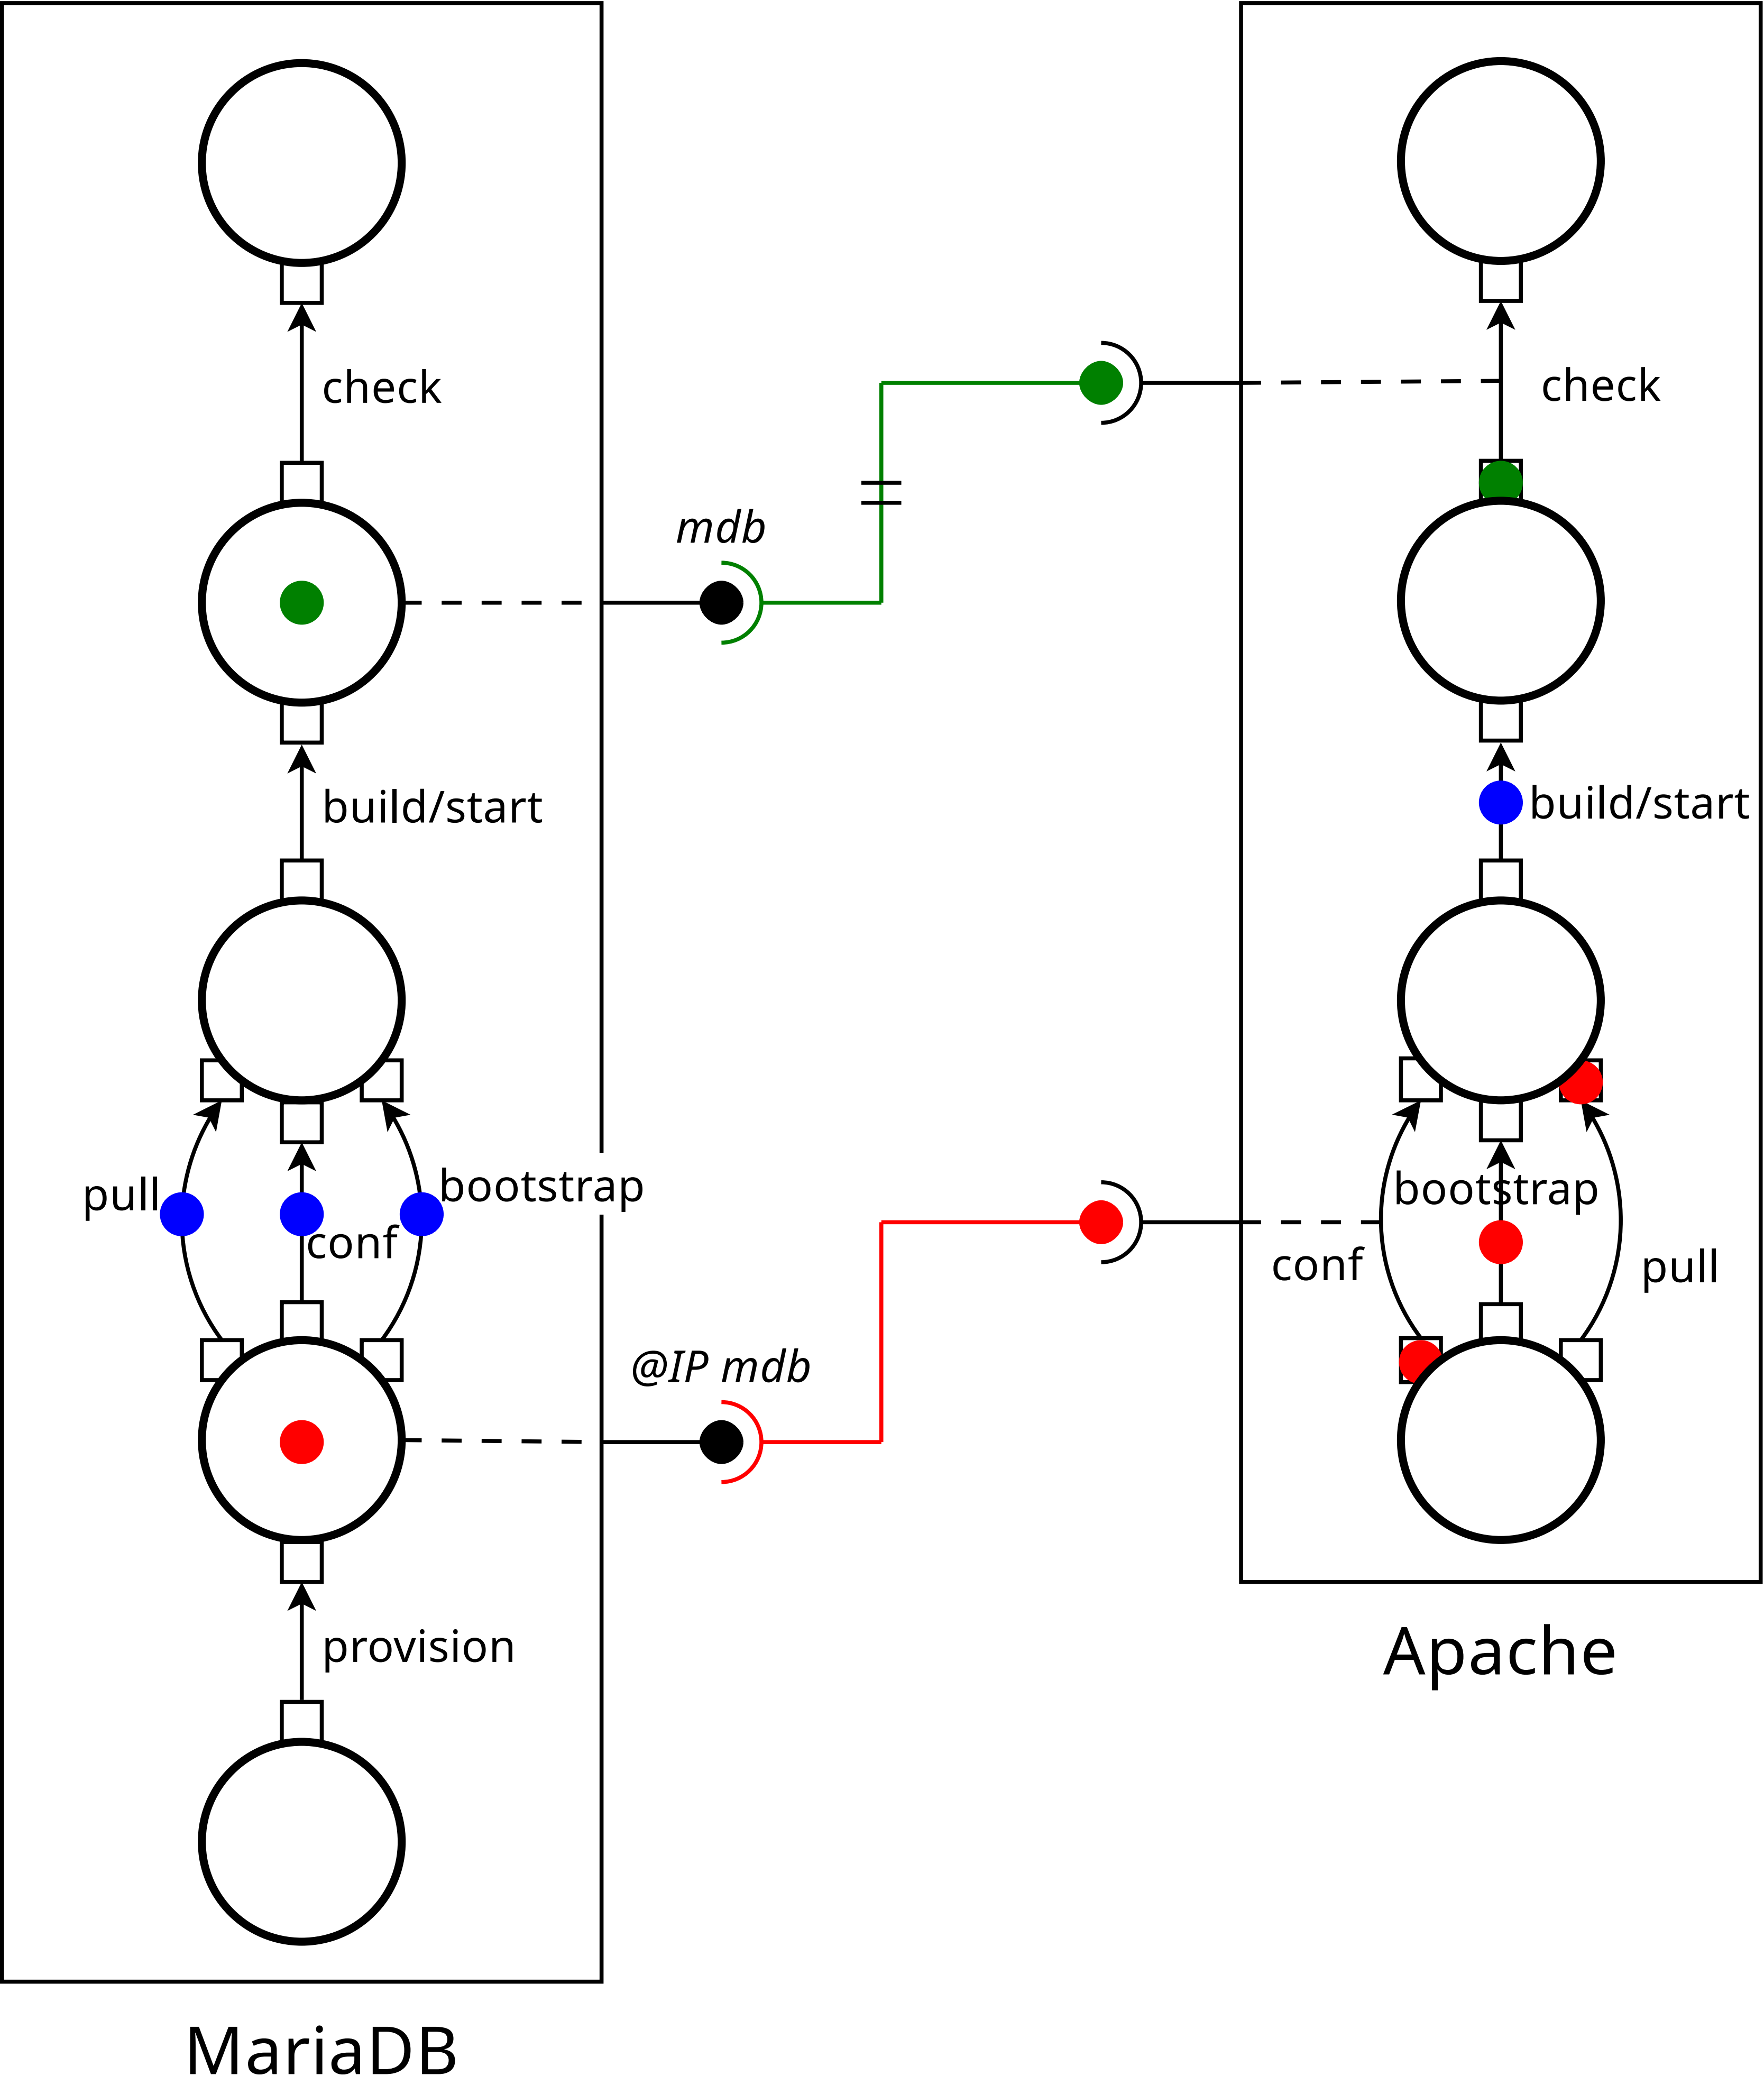 check
check
mdb
build/start
build/start
pull
bootstrap
conf
bootstrap
conf
pull
@IP mdb
provision
Apache
MariaDB